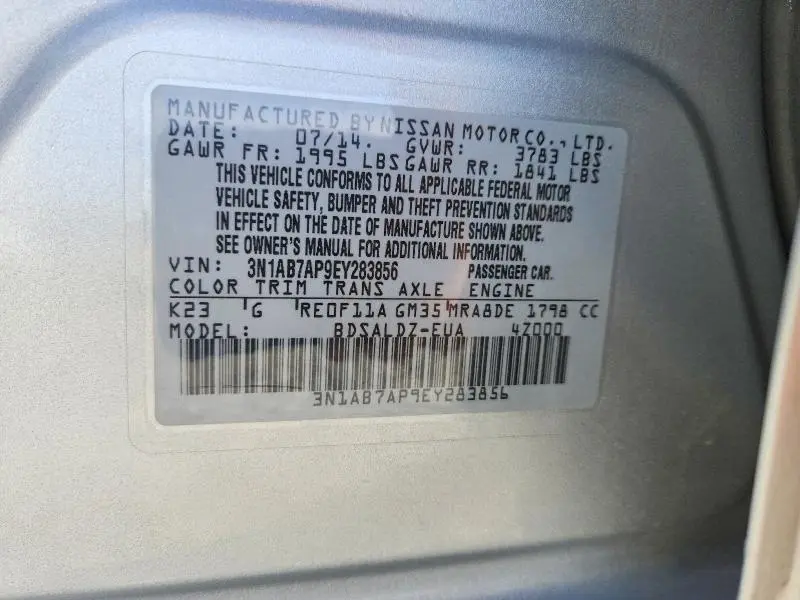 MANUFACTURED BY NISSAN MOTOR CO., LTD.
DATE: 07/14. GVWR: 3783 LBS
GAWR FR: 1995 LBS GAWR RR: 1841 LBS
THIS VEHICLE CONFORMS TO ALL APPLICABLE FEDERAL MOTOR
VEHICLE SAFETY, BUMPER AND THEFT PREVENTION STANDARDS
IN EFFECT ON THE DATE OF MANUFACTURE SHOWN ABOVE.
SEE OWNER'S MANUAL FOR ADDITIONAL INFORMATION.
VIN: 3N1AB7AP9EY283856 PASSENGER CAR.
COLOR TRIM TRANS AXLE ENGINE
K23 G RE0F11A GM35 MRA8DE 1798 CC
MODEL: BDSALDZ-EUA 4Z000
3N1AB7AP9EY283856